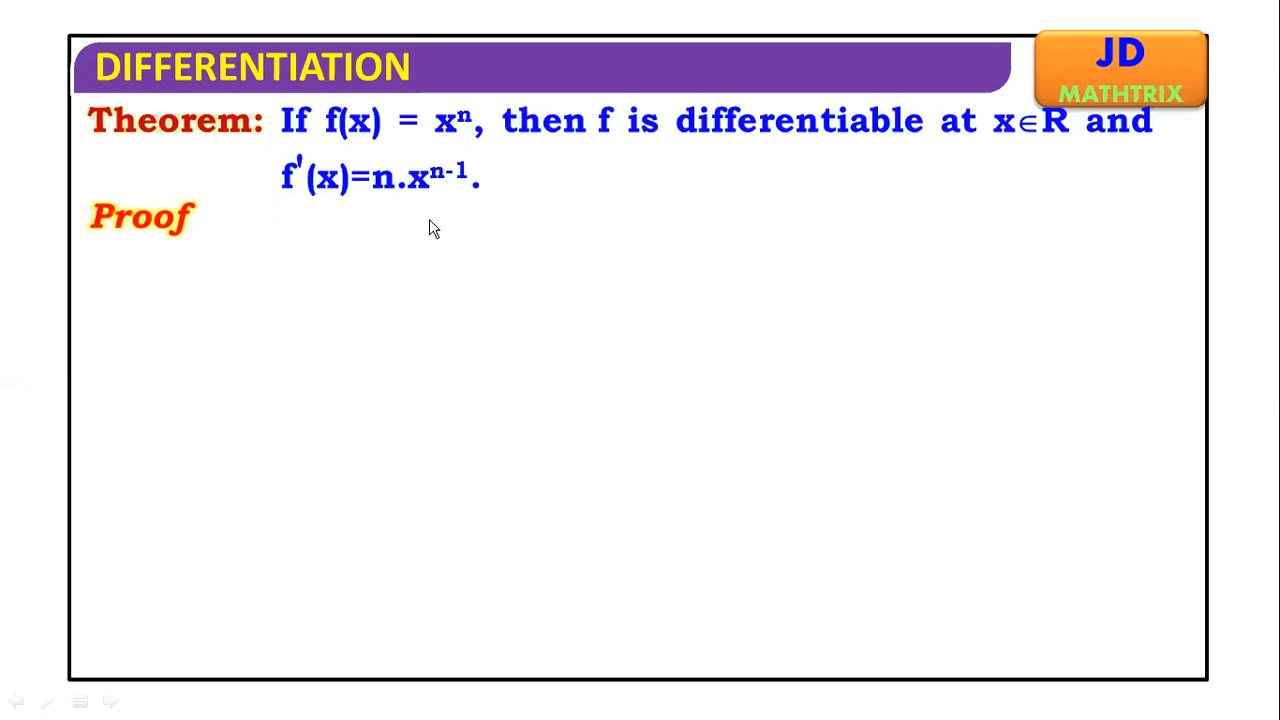 DIFFERENTIATION
JD
MATHTRIX
Theorem: If f(x) = xⁿ, then f is differentiable at x∈R and
f'(x)=n.xⁿ⁻¹.
Proof